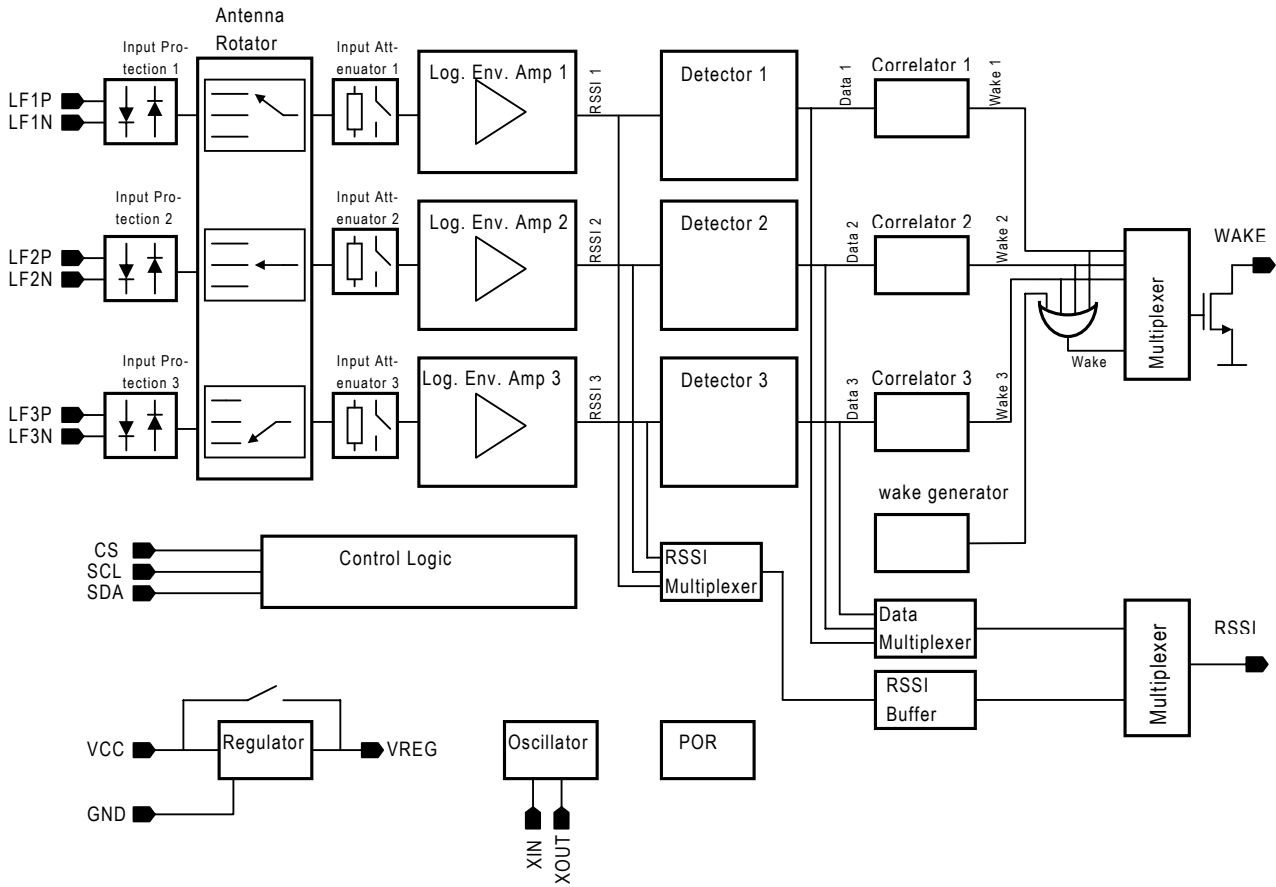 Antenna
Rotator
Input Pro-
tection 1
Input Att-
enuator 1
Log. Env. Amp 1
RSSI 1
Detector 1
Data 1
Correlator 1
Wake 1
LF1P
LF1N
Input Pro-
tection 2
Input Att-
enuator 2
Log. Env. Amp 2
RSSI 2
Detector 2
Data 2
Correlator 2
Wake 2
LF2P
LF2N
Multiplexer
WAKE
Wake
Input Pro-
tection 3
Input Att-
enuator 3
Log. Env. Amp 3
RSSI 3
Detector 3
Data 3
Correlator 3
Wake 3
LF3P
LF3N
wake generator
CS
SCL
SDA
Control Logic
RSSI
Multiplexer
Data
Multiplexer
RSSI
Buffer
Multiplexer
RSSI
VCC
Regulator
VREG
GND
Oscillator
XIN
XOUT
POR